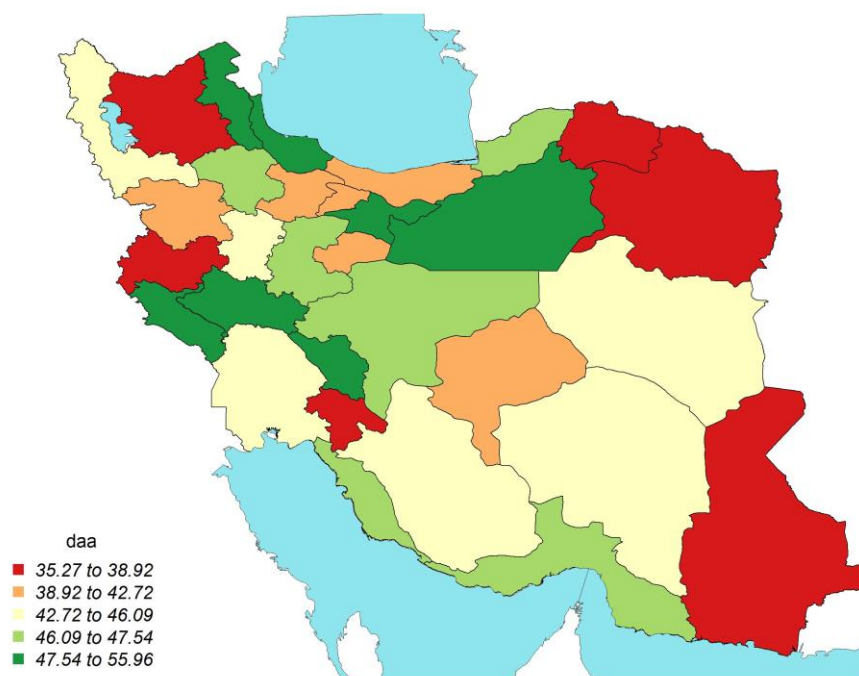 daa
35.27 to 38.92
38.92 to 42.72
42.72 to 46.09
46.09 to 47.54
47.54 to 55.96